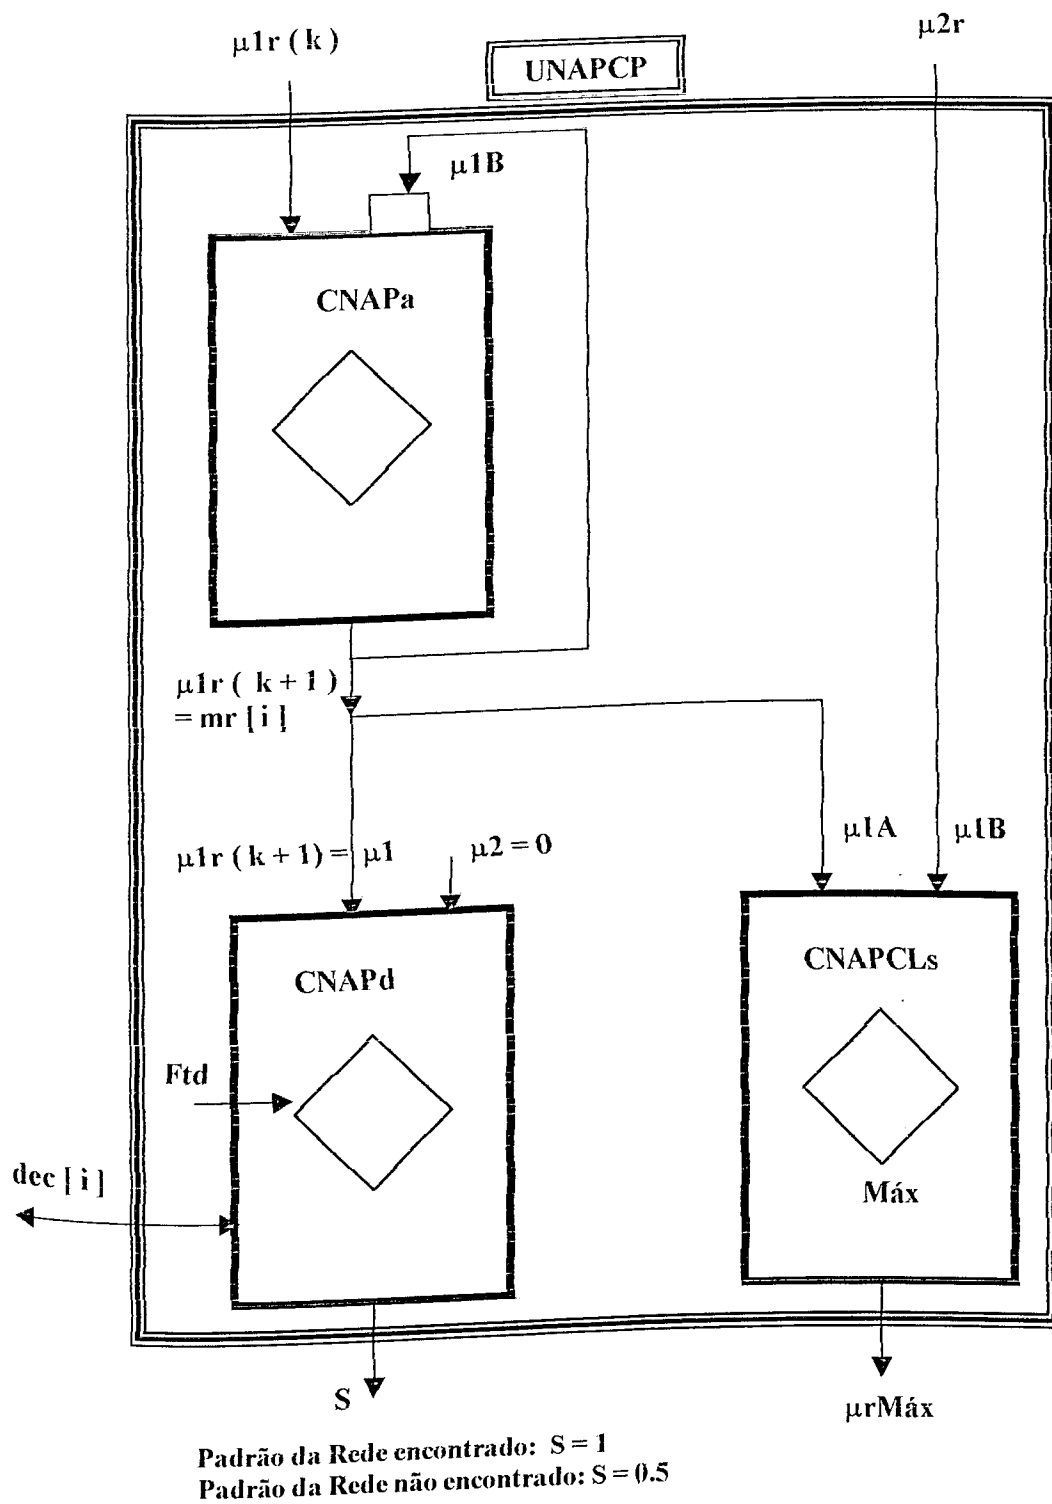 μ1r ( k )
UNAPCP
μ2r
μ1B
CNAPa
μ1r ( k + 1 )
= mr [ i ]
μ1A
μ1B
μ1r ( k + 1 ) = μ1
μ2 = 0
CNAPd
CNAPCLs
Ftd
Máx
dec [ i ]
S
μrMáx
Padrão da Rede encontrado: S = 1
Padrão da Rede não encontrado: S = 0.5